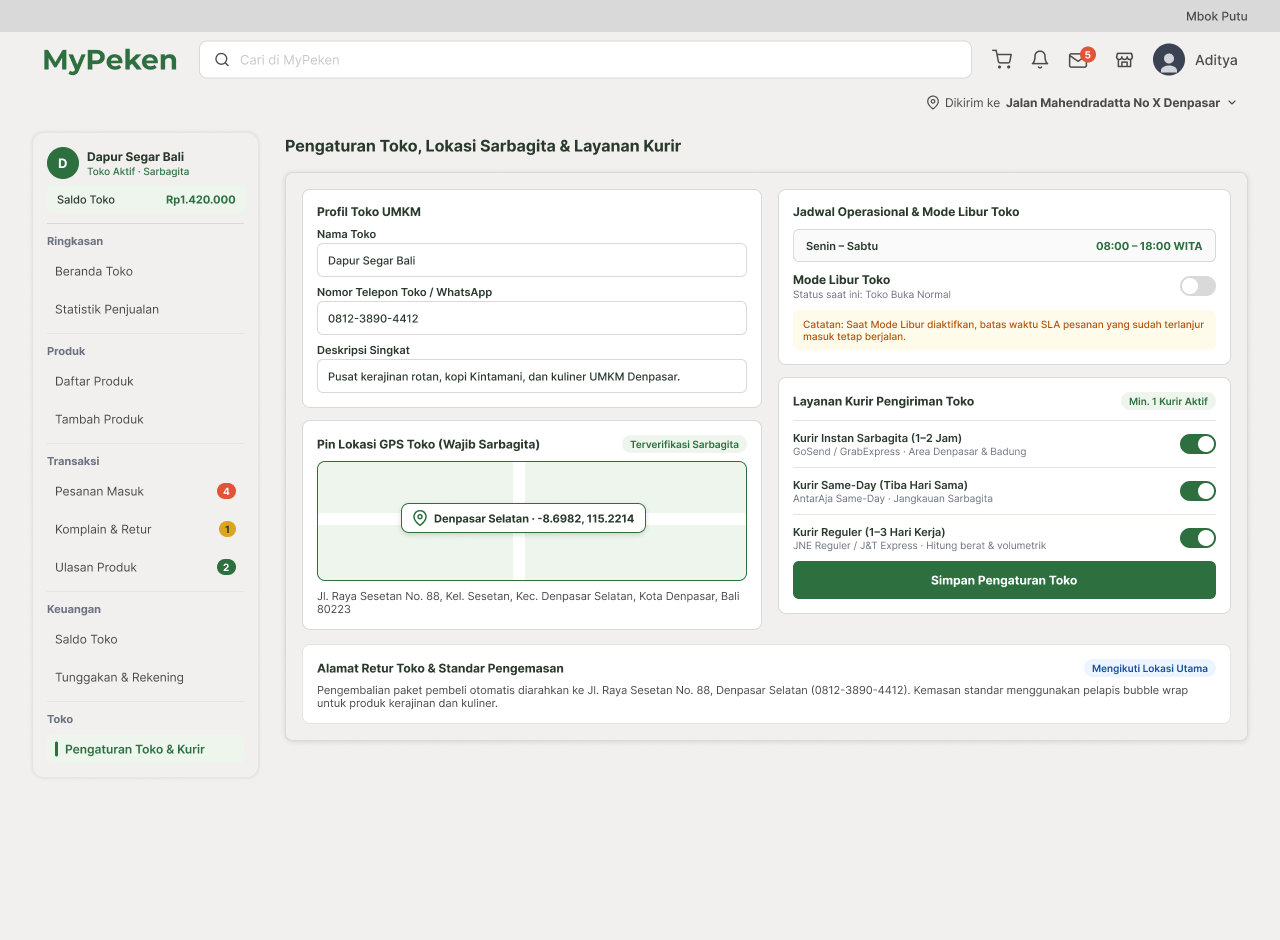 Mbok Putu
MyPeken
Cari di MyPeken
5
Aditya
Dikirim ke Jalan Mahendradatta No X Denpasar
D
Dapur Segar Bali
Toko Aktif · Sarbagita
Saldo Toko Rp1.420.000
Ringkasan
Beranda Toko
Statistik Penjualan
Produk
Daftar Produk
Tambah Produk
Transaksi
Pesanan Masuk 4
Komplain & Retur 1
Ulasan Produk 2
Keuangan
Saldo Toko
Tunggakan & Rekening
Toko
Pengaturan Toko & Kurir
Pengaturan Toko, Lokasi Sarbagita & Layanan Kurir
Profil Toko UMKM
Nama Toko
Dapur Segar Bali
Nomor Telepon Toko / WhatsApp
0812-3890-4412
Deskripsi Singkat
Pusat kerajinan rotan, kopi Kintamani, dan kuliner UMKM Denpasar.
Pin Lokasi GPS Toko (Wajib Sarbagita) Terverifikasi Sarbagita
Denpasar Selatan · -8.6982, 115.2214
Jl. Raya Sesetan No. 88, Kel. Sesetan, Kec. Denpasar Selatan, Kota Denpasar, Bali
80223
Jadwal Operasional & Mode Libur Toko
Senin – Sabtu 08:00 – 18:00 WITA
Mode Libur Toko
Status saat ini: Toko Buka Normal
Catatan: Saat Mode Libur diaktifkan, batas waktu SLA pesanan yang sudah terlanjur
masuk tetap berjalan.
Layanan Kurir Pengiriman Toko Min. 1 Kurir Aktif
Kurir Instan Sarbagita (1–2 Jam)
GoSend / GrabExpress · Area Denpasar & Badung
Kurir Same-Day (Tiba Hari Sama)
AntarAja Same-Day · Jangkauan Sarbagita
Kurir Reguler (1–3 Hari Kerja)
JNE Reguler / J&T Express · Hitung berat & volumetrik
Simpan Pengaturan Toko
Alamat Retur Toko & Standar Pengemasan Mengikuti Lokasi Utama
Pengembalian paket pembeli otomatis diarahkan ke Jl. Raya Sesetan No. 88, Denpasar Selatan (0812-3890-4412). Kemasan standar menggunakan pelapis bubble wrap
untuk produk kerajinan dan kuliner.